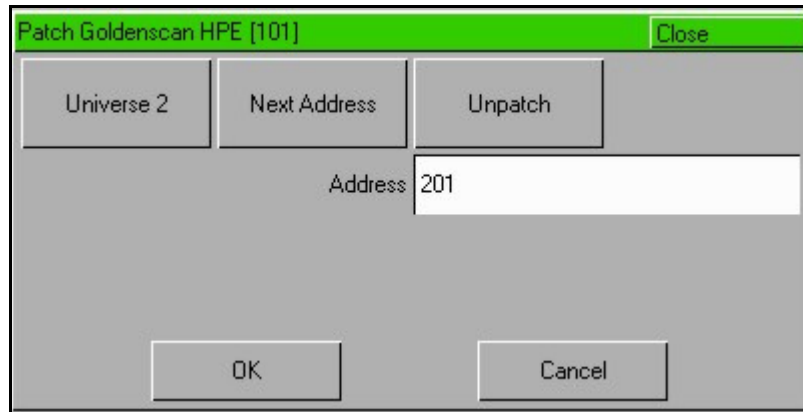 Patch Goldenscan HPE [101] Close
Universe 2 Next Address Unpatch
Address 201
OK Cancel